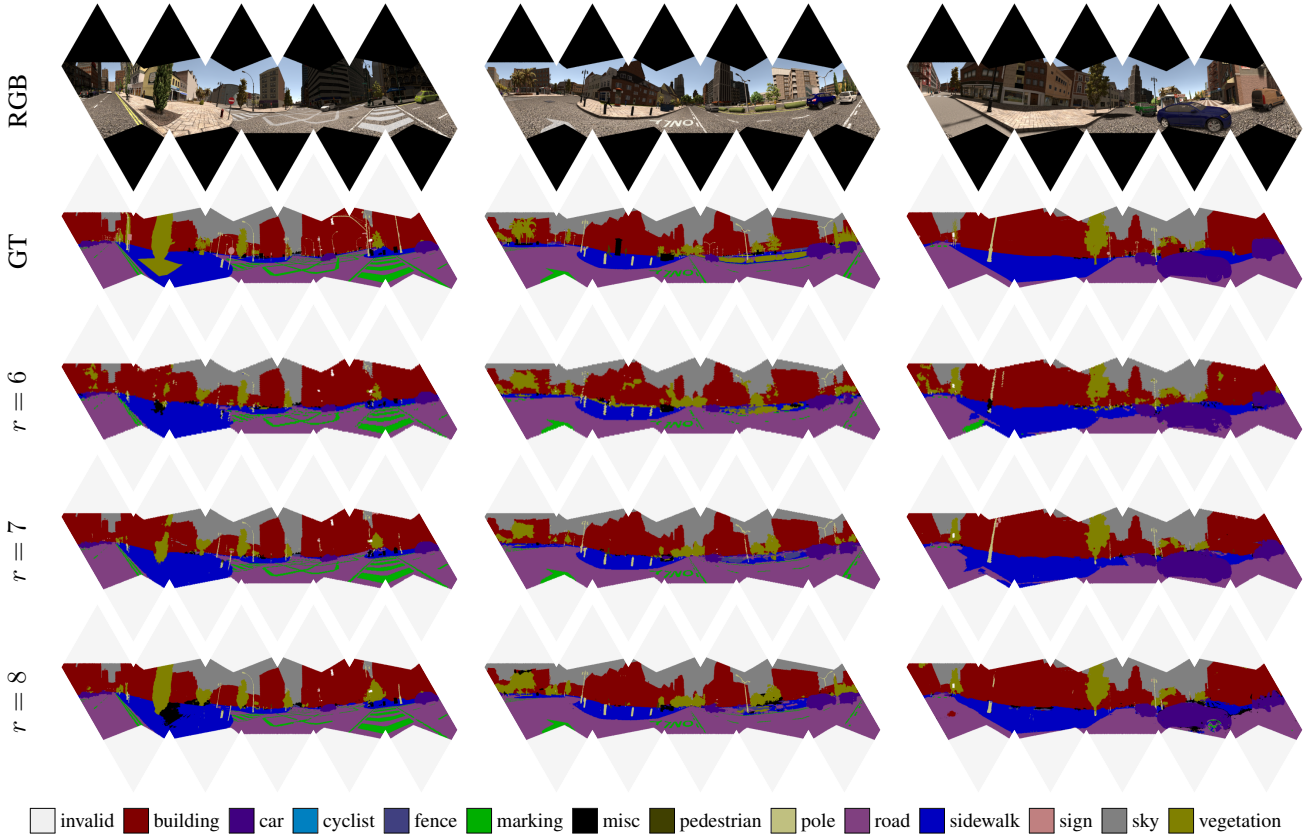 RGB
GT
r = 6
r = 7
r = 8
invalid building car cyclist fence marking misc pedestrian pole road sidewalk sign sky vegetation